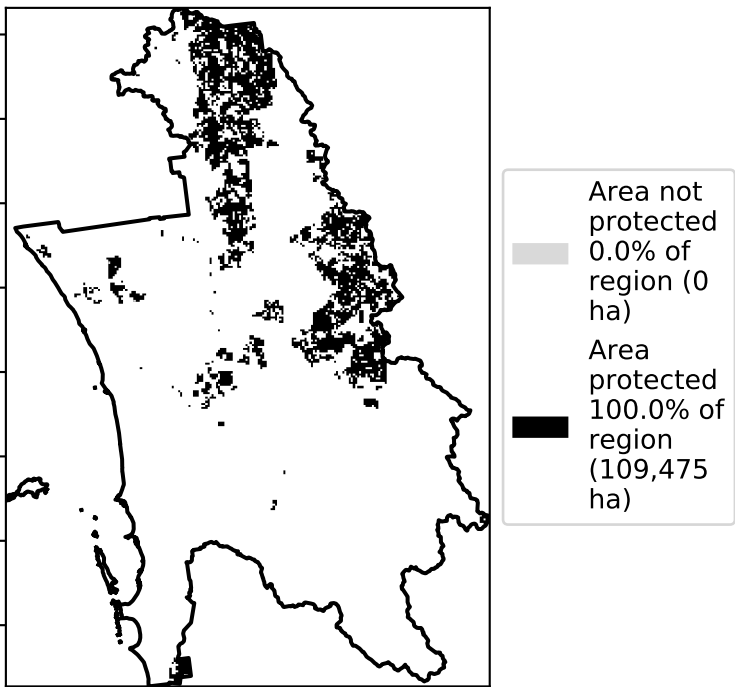 Area not
protected
0.0% of
region (0
ha)
Area
protected
100.0% of
region
(109,475
ha)